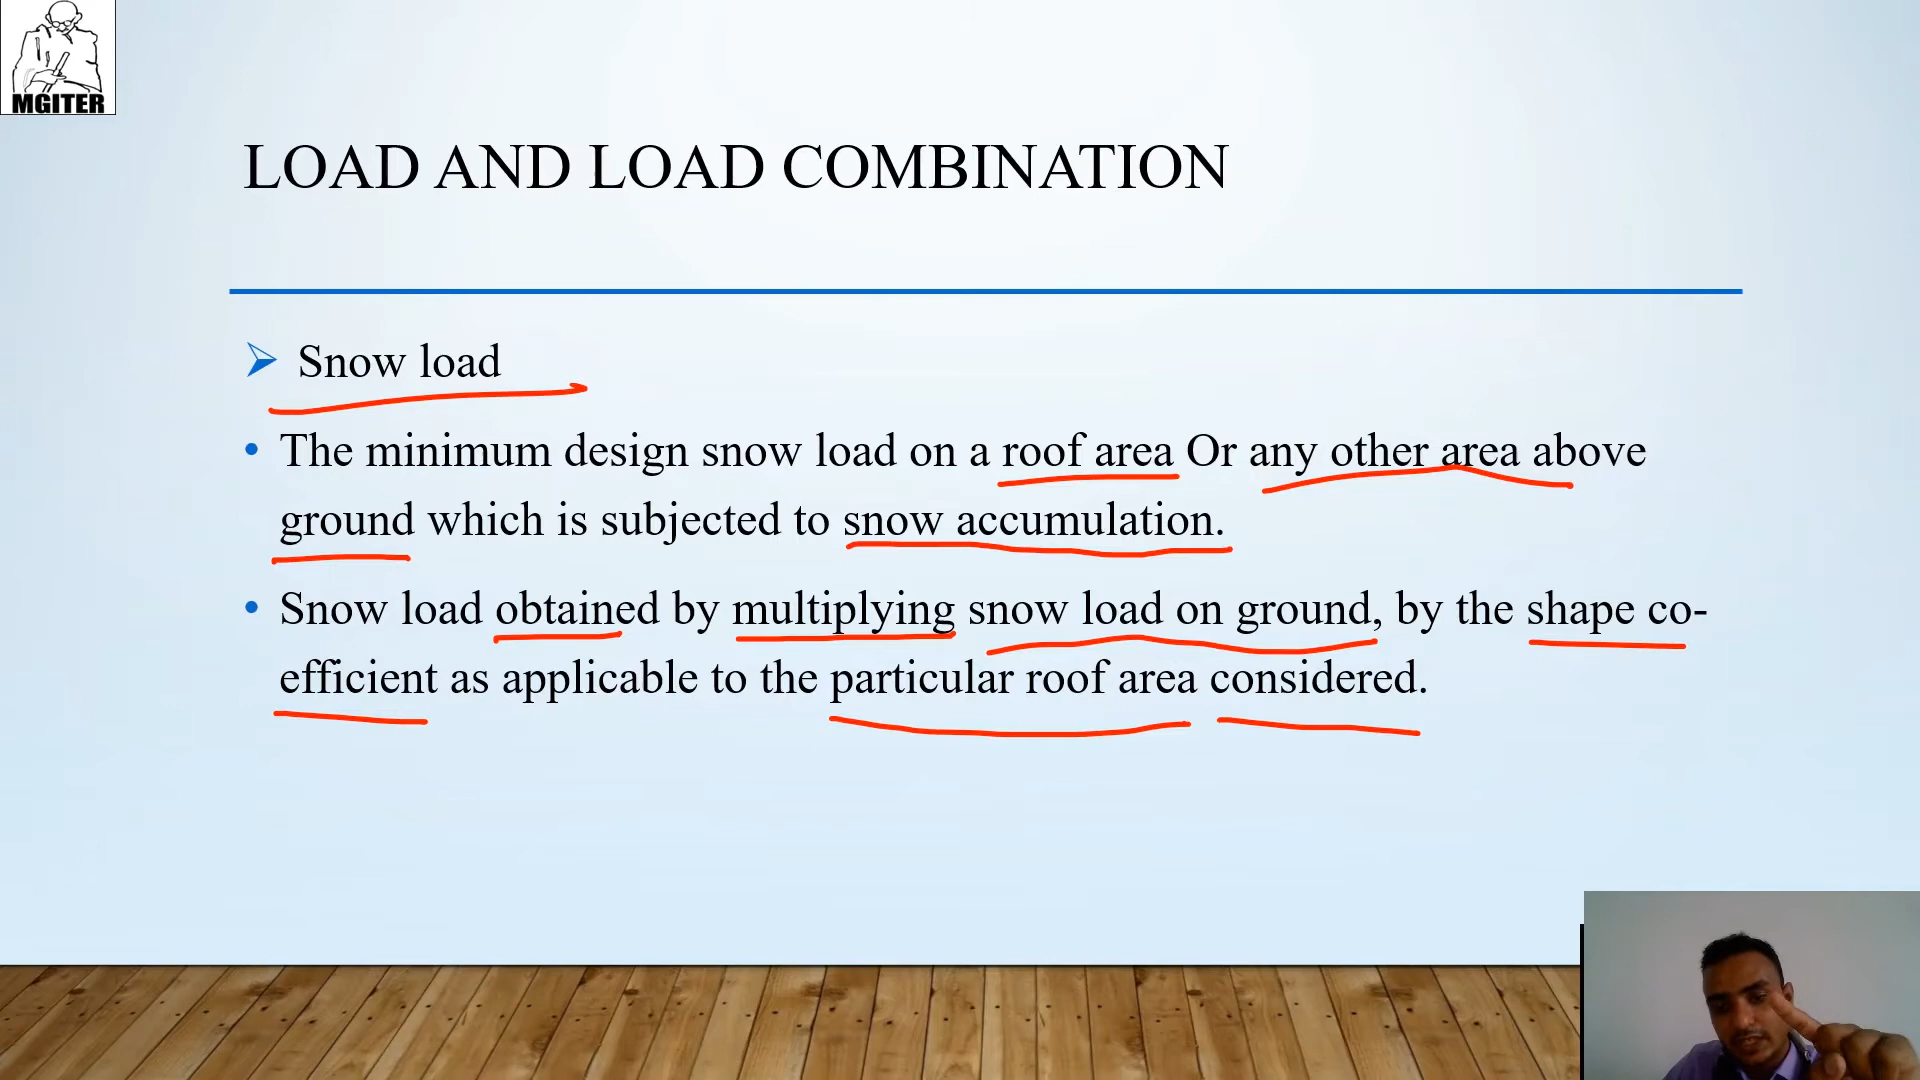 MGITER
LOAD AND LOAD COMBINATION
Snow load
The minimum design snow load on a roof area Or any other area above
ground which is subjected to snow accumulation.
Snow load obtained by multiplying snow load on ground, by the shape co-
efficient as applicable to the particular roof area considered.